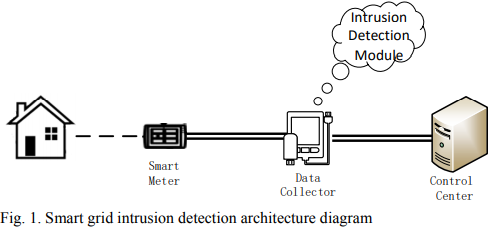 Intrusion
Detection
Module
Smart
Meter
Data
Collector
Control
Center
Fig. 1. Smart grid intrusion detection architecture diagram